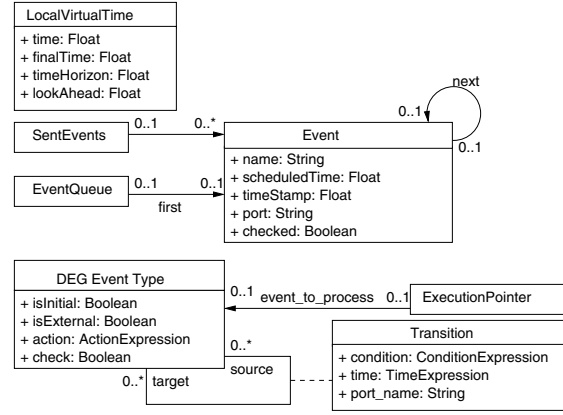 LocalVirtualTime
+ time: Float
+ finalTime: Float
+ timeHorizon: Float
+ lookAhead: Float
next
SentEvents
0..1
0..*
Event
0..1
0..1
+ name: String
+ scheduledTime: Float
+ timeStamp: Float
+ port: String
+ checked: Boolean
EventQueue
0..1
0..1
first
DEG Event Type
+ isInitial: Boolean
+ isExternal: Boolean
+ action: ActionExpression
+ check: Boolean
0..1
event_to_process
0..1
ExecutionPointer
Transition
+ condition: ConditionExpression
+ time: TimeExpression
+ port_name: String
0..*
source
0..*
target